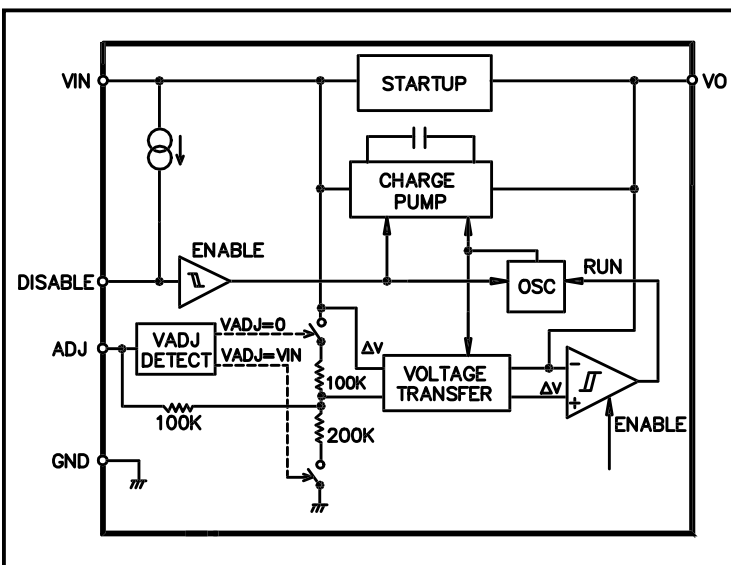 VIN
STARTUP
VO
CHARGE
PUMP
ENABLE
DISABLE
OSC
RUN
ADJ
VADJ
DETECT
VADJ=0
VADJ=VIN
ΔV
100K
VOLTAGE
TRANSFER
−
ΔV
+
100K
200K
ENABLE
GND